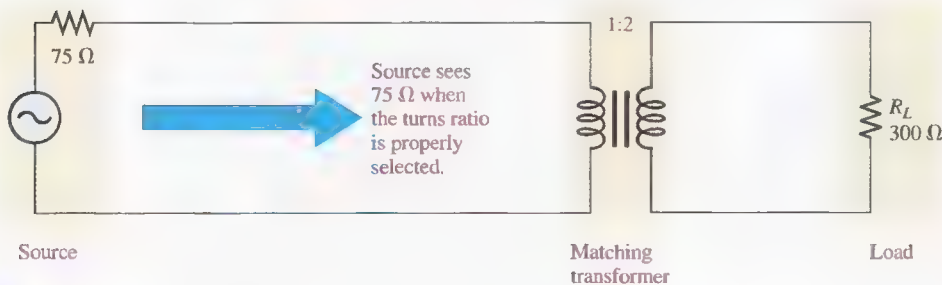 75 Ω
1:2
Source sees
75 Ω when
the turns ratio
is properly
selected.
R_L
300 Ω
Source
Matching
transformer
Load